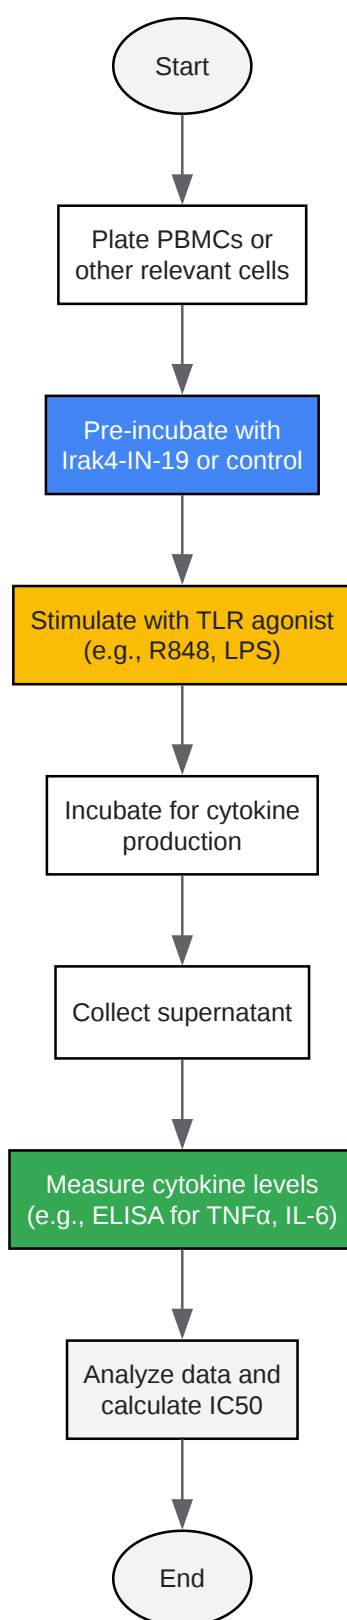 Start
Plate PBMCs or
other relevant cells
Pre-incubate with
Irak4-IN-19 or control
Stimulate with TLR agonist
(e.g., R848, LPS)
Incubate for cytokine
production
Collect supernatant
Measure cytokine levels
(e.g., ELISA for TNFα, IL-6)
Analyze data and
calculate IC50
End